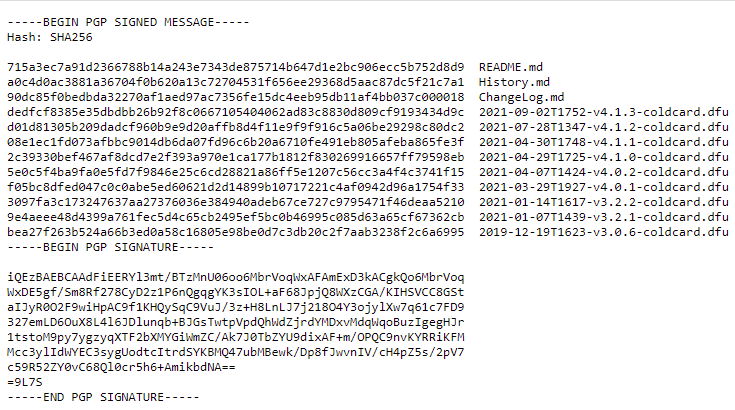 -----BEGIN PGP SIGNED MESSAGE-----
Hash: SHA256
715a3ec7a91d2366788b14a243e7343de875714b647d1e2bc906ecc5b752d8d9  README.md
a0c4d0ac3881a36704f0b620a13c72704531f656ee29368d5aac87dc5f21c7a1  History.md
90dc85f0bedbda32270af1aed97ac7356fe15dc4eeb95db11af4bb037c000018  ChangeLog.md
dedfcf8385e35dbdbb26b92f8c0667105404062ad83c8830d809cf9193434d9c  2021-09-02T1752-v4.1.3-coldcard.dfu
d01d81305b209dadcf960b9e9d20affb8d4f11e9f9f916c5a06be29298c80dc2  2021-07-28T1347-v4.1.2-coldcard.dfu
08e1ec1fd073afbbc9014db6da07fd96c6b20a6710fe491eb805afeba865fe3f  2021-04-30T1748-v4.1.1-coldcard.dfu
2c39330bef467af8dcd7e2f393a970e1ca177b1812f830269916657ff79598eb  2021-04-29T1725-v4.1.0-coldcard.dfu
5e0c5f4ba9fa0e5fd7f9846e25c6cd28821a86ff5e1207c56cc3a4f4c3741f15  2021-04-07T1424-v4.0.2-coldcard.dfu
f05bc8dfed047c0c0abe5ed60621d2d14899b10717221c4af0942d96a1754f33  2021-03-29T1927-v4.0.1-coldcard.dfu
3097fa3c173247637aa27376036e384940adeb67ce727c9795471f46deaa5210  2021-01-14T1617-v3.2.2-coldcard.dfu
9e4aeee48d4399a761fec5d4c65cb2495ef5bc0b46995c085d63a65cf67362cb  2021-01-07T1439-v3.2.1-coldcard.dfu
bea27f263b524a66b3ed0a58c16805e98be0d7c3db20c2f7aab3238f2c6a6995  2019-12-19T1623-v3.0.6-coldcard.dfu
-----BEGIN PGP SIGNATURE-----
iQEzBAEBCAAdFiEERYl3mt/BTzMnU06oo6MbrVoqWxAFAmExD3kACgkQo6MbrVoq
WxDE5gf/Sm8Rf278CyD2z1P6nQgqgYK3sIOL+aF68JpjQ8WXzCGA/KIHSVCC8GSt
aIJyR0O2F9wiHpAC9f1KHQySqC9VuJ/3z+H8LnLJ7j218O4Y3ojylXw7q61c7FD9
327emLD6OuX8L4l6JDlunqb+BJGsTwtpVpdQhWdZjrdYMDxvMdqWqoBuzIgegHJr
1tstoM9py7ygzyqXTF2bXMYGiWmZC/Ak7J0TbZYU9dixAF+m/OPQC9nvKYRRiKFM
Mcc3ylIdWYEC3sygUodtcItrdSYKBMQ47ubMBewk/Dp8fJwvnIV/cH4pZ5s/2pV7
c59R52ZY0vC68Ql0cr5h6+AmikbdNA==
=9L7S
-----END PGP SIGNATURE-----